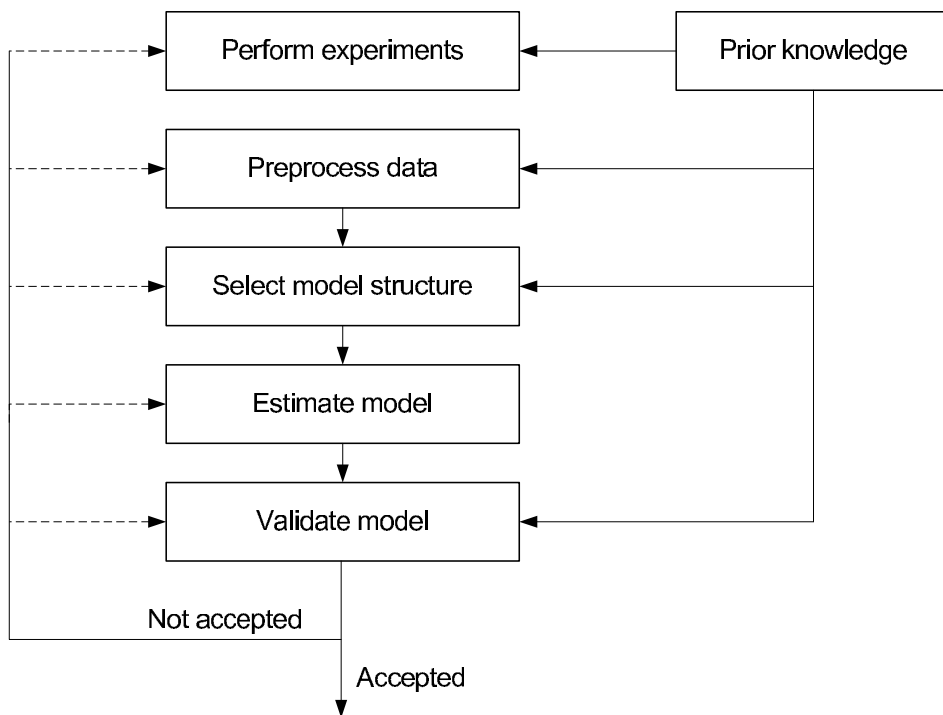 Perform experiments
Prior knowledge
Preprocess data
Select model structure
Estimate model
Validate model
Not accepted
Accepted